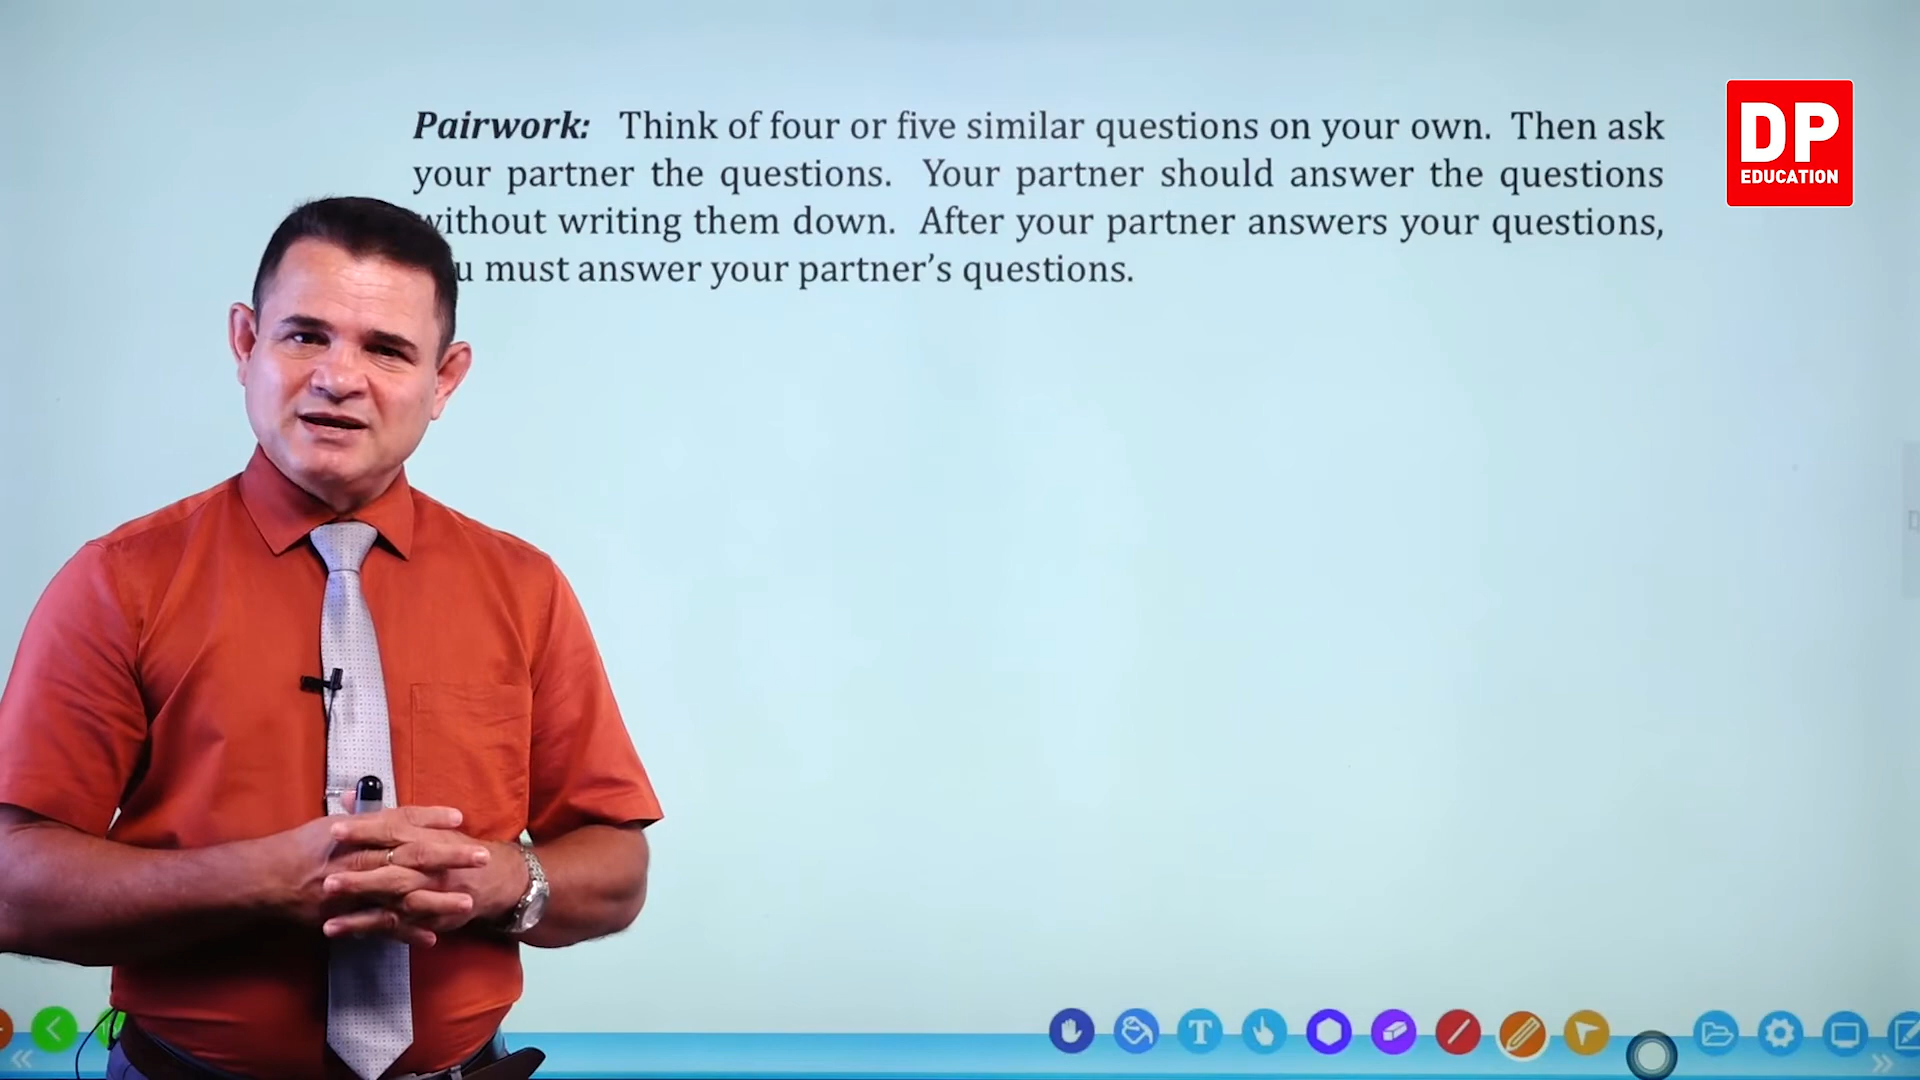 Pairwork: Think of four or five similar questions on your own. Then ask
your partner the questions. Your partner should answer the questions
without writing them down. After your partner answers your questions,
must answer your partner's questions.
DP
EDUCATION